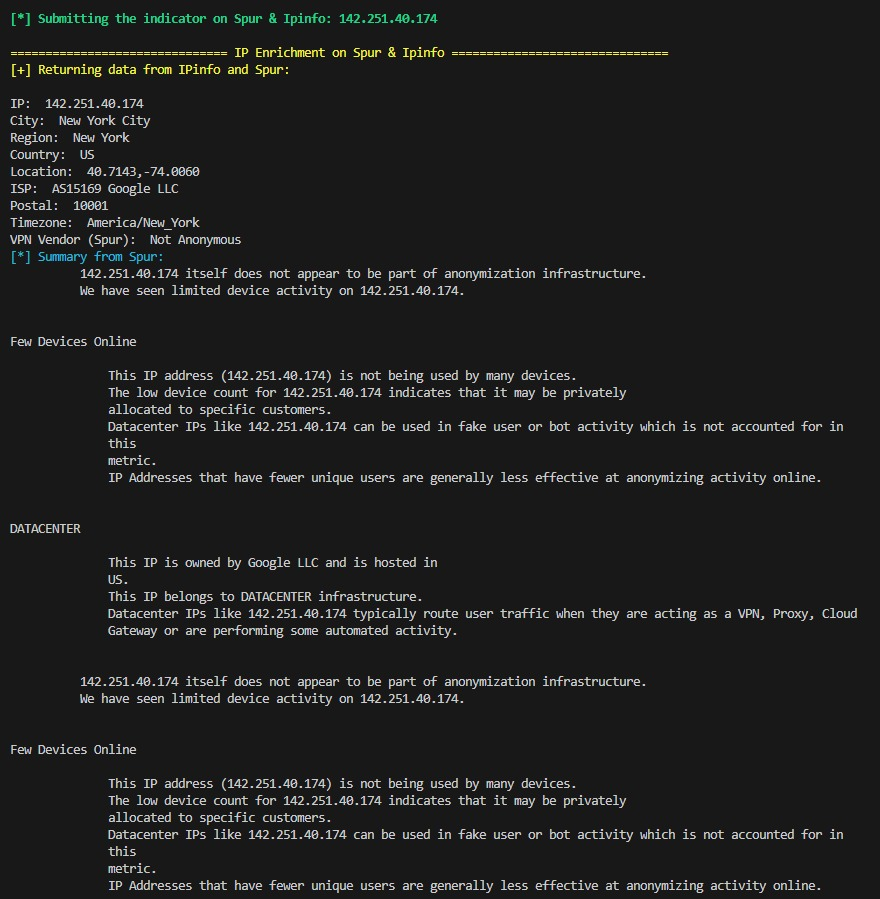 [*] Submitting the indicator on Spur & Ipinfo: 142.251.40.174
=============================== IP Enrichment on Spur & Ipinfo ===============================
[+] Returning data from IPinfo and Spur:
IP:  142.251.40.174
City:  New York City
Region:  New York
Country:  US
Location:  40.7143,-74.0060
ISP:  AS15169 Google LLC
Postal:  10001
Timezone:  America/New_York
VPN Vendor (Spur):  Not Anonymous
[*] Summary from Spur:
142.251.40.174 itself does not appear to be part of anonymization infrastructure.
We have seen limited device activity on 142.251.40.174.
Few Devices Online
This IP address (142.251.40.174) is not being used by many devices.
The low device count for 142.251.40.174 indicates that it may be privately
allocated to specific customers.
Datacenter IPs like 142.251.40.174 can be used in fake user or bot activity which is not accounted for in
this
metric.
IP Addresses that have fewer unique users are generally less effective at anonymizing activity online.
DATACENTER
This IP is owned by Google LLC and is hosted in
US.
This IP belongs to DATACENTER infrastructure.
Datacenter IPs like 142.251.40.174 typically route user traffic when they are acting as a VPN, Proxy, Cloud
Gateway or are performing some automated activity.
142.251.40.174 itself does not appear to be part of anonymization infrastructure.
We have seen limited device activity on 142.251.40.174.
Few Devices Online
This IP address (142.251.40.174) is not being used by many devices.
The low device count for 142.251.40.174 indicates that it may be privately
allocated to specific customers.
Datacenter IPs like 142.251.40.174 can be used in fake user or bot activity which is not accounted for in
this
metric.
IP Addresses that have fewer unique users are generally less effective at anonymizing activity online.